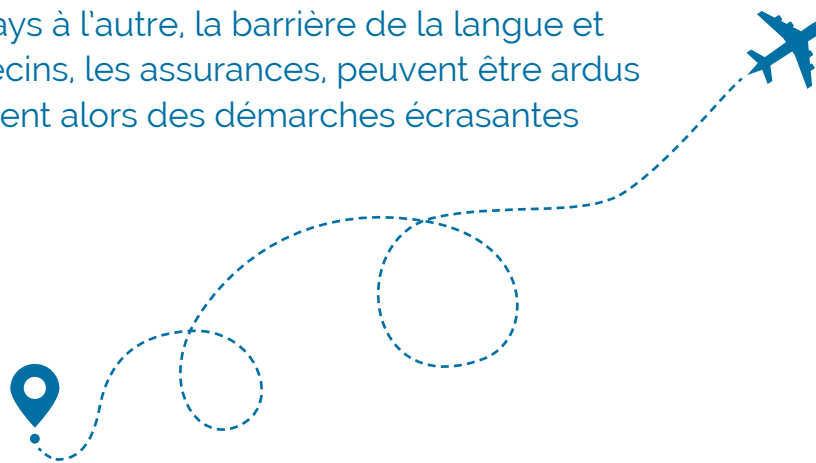 ays à l'autre, la barrière de la langue et
ecins, les assurances, peuvent être ardus
ent alors des démarches écrasantes